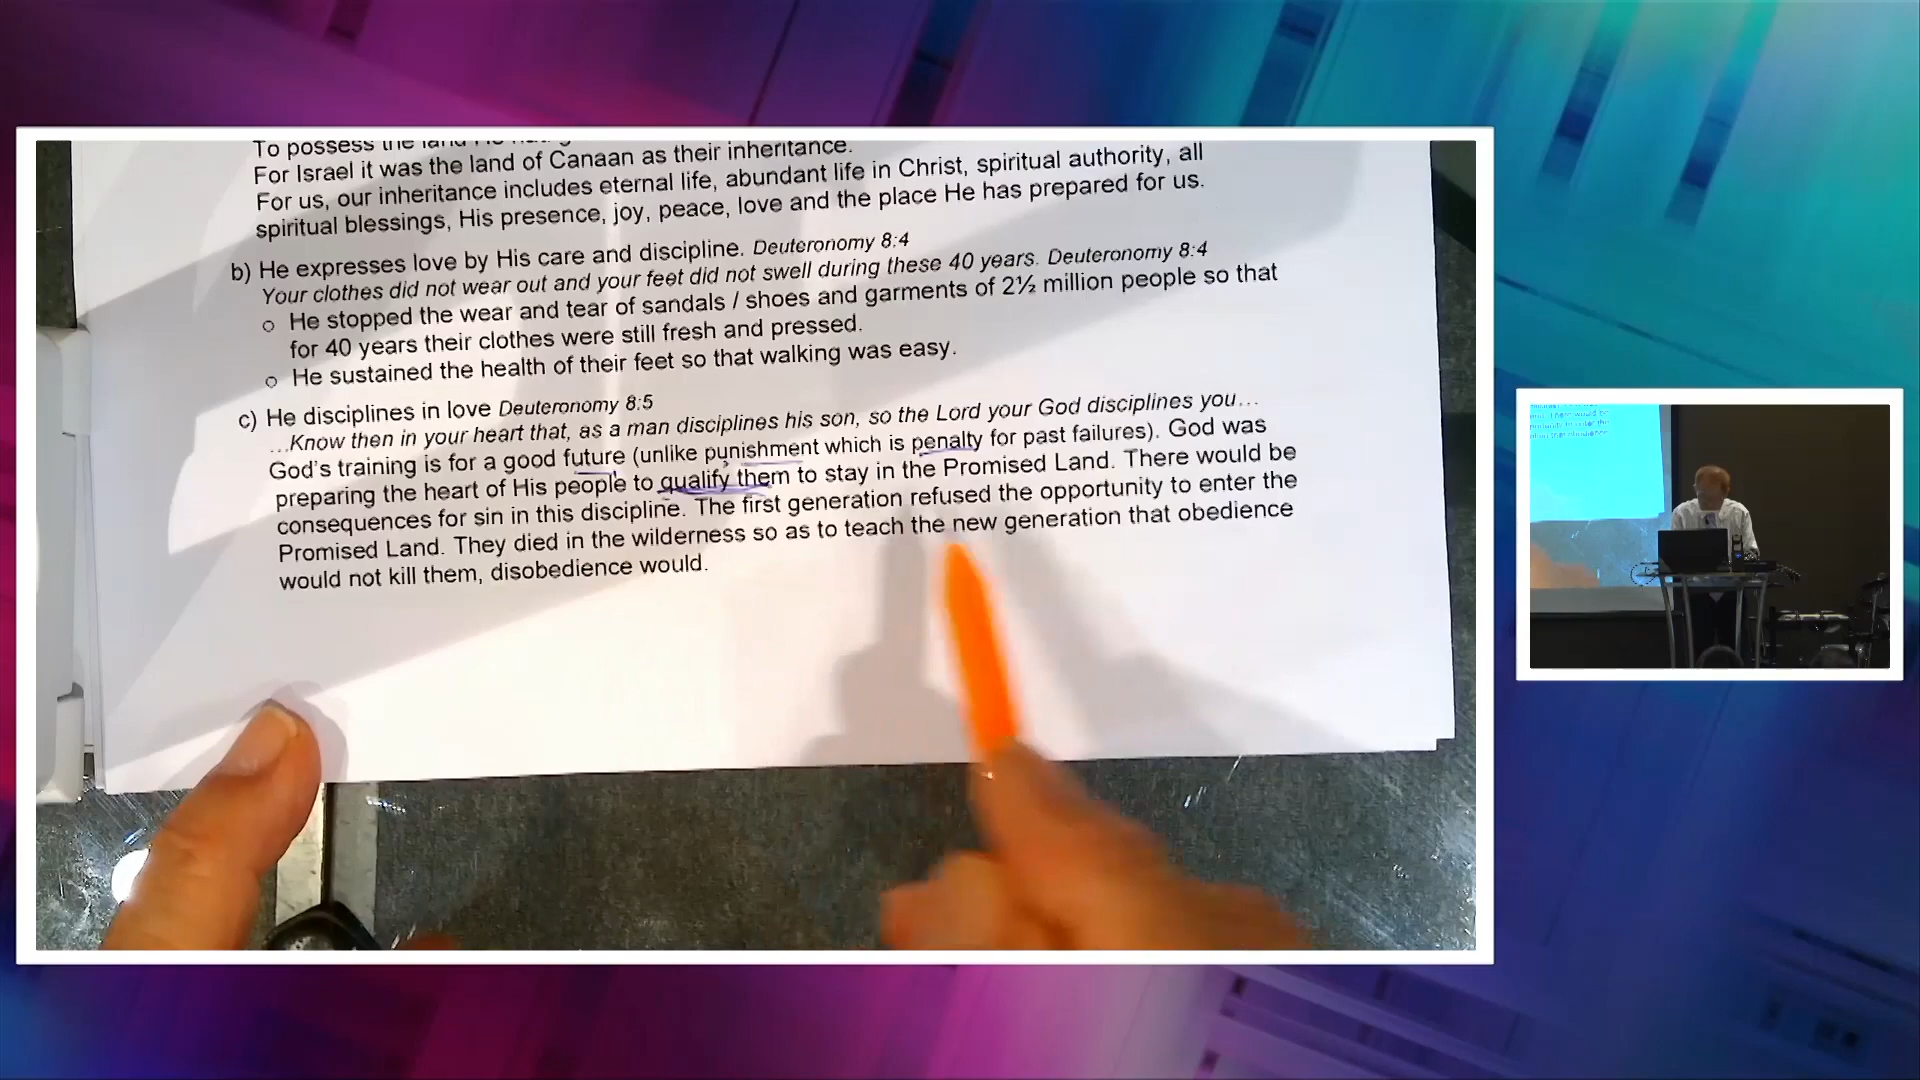 To possess the land He
For Israel it was the land of Canaan as their inheritance.
For us, our inheritance includes eternal life, abundant life in Christ, spiritual authority, all
spiritual blessings, His presence, joy, peace, love and the place He has prepared for us.
b) He expresses love by His care and discipline. Deuteronomy 8:4
Your clothes did not wear out and your feet did not swell during these 40 years. Deuteronomy 8:4
o He stopped the wear and tear of sandals / shoes and garments of 2½ million people so that
for 40 years their clothes were still fresh and pressed.
o He sustained the health of their feet so that walking was easy.
c) He disciplines in love Deuteronomy 8:5
…Know then in your heart that, as a man disciplines his son, so the Lord your God disciplines you…
God's training is for a good future (unlike punishment which is penalty for past failures). God was
preparing the heart of His people to qualify them to stay in the Promised Land. There would be
consequences for sin in this discipline. The first generation refused the opportunity to enter the
Promised Land. They died in the wilderness so as to teach the new generation that obedience
would not kill them, disobedience would.